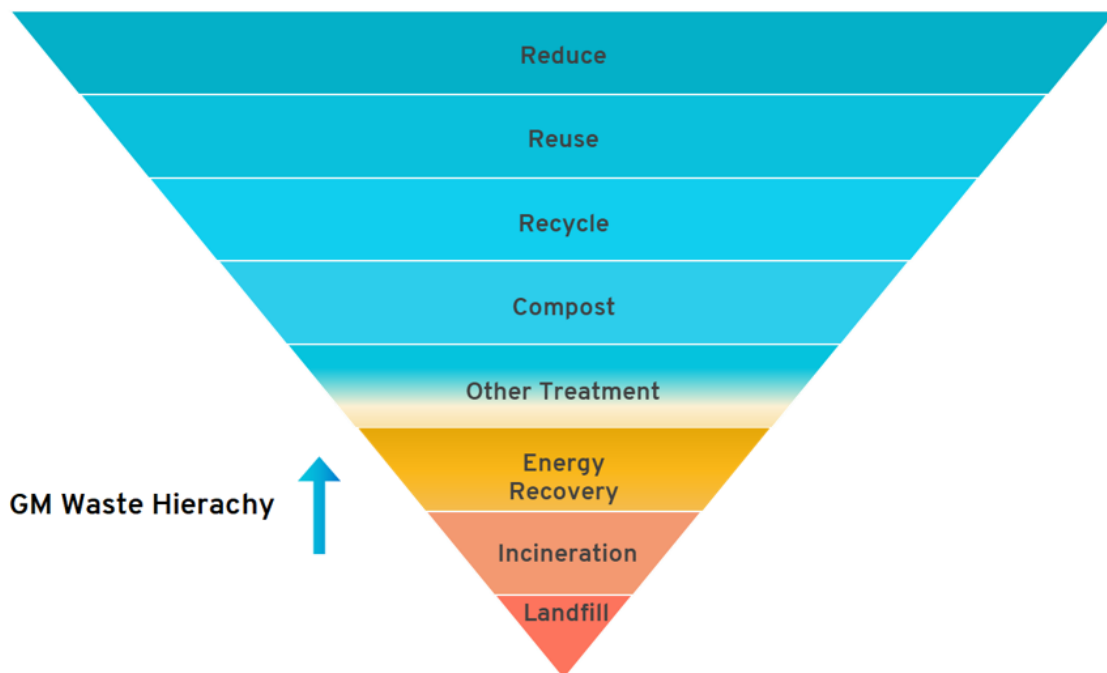 Reduce
Reuse
Recycle
Compost
Other Treatment
Energy
Recovery
GM Waste Hierachy
Incineration
Landfill